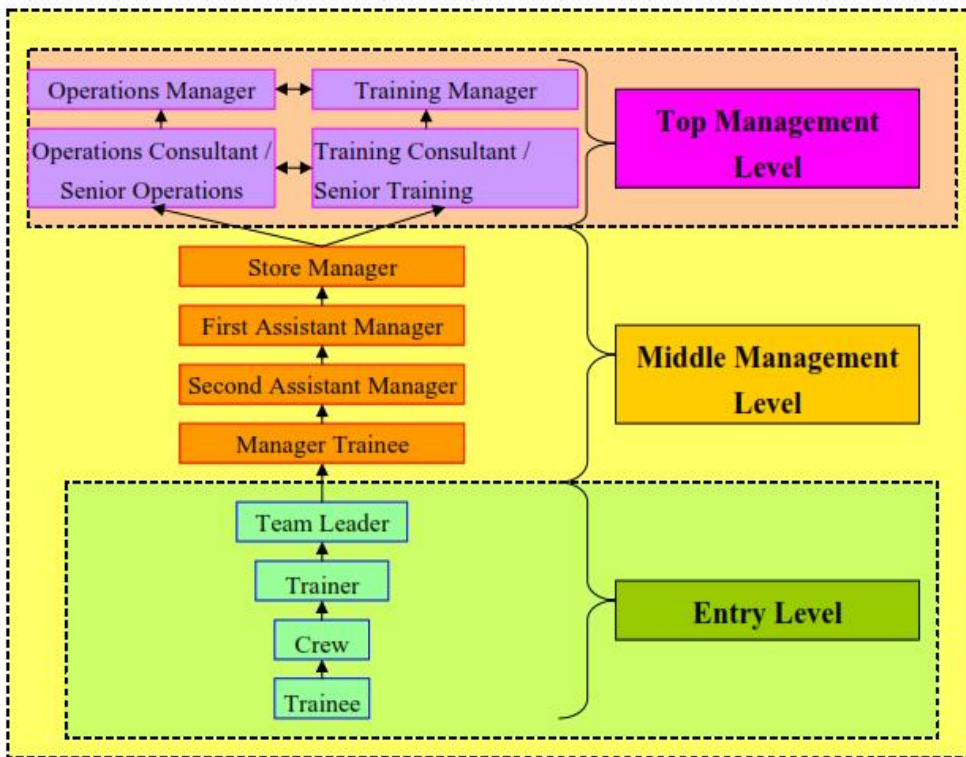 Operations Manager
Training Manager
Top Management
Level
Operations Consultant /
Senior Operations
Training Consultant /
Senior Training
Store Manager
First Assistant Manager
Second Assistant Manager
Manager Trainee
Middle Management
Level
Team Leader
Trainer
Crew
Trainee
Entry Level